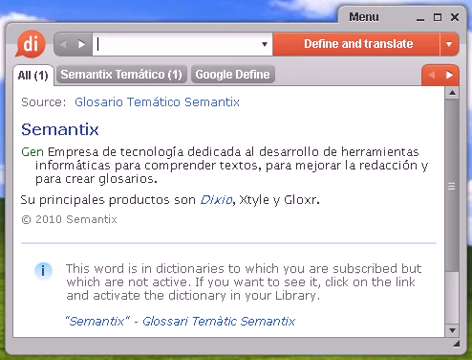 Menu
di
Define and translate
All (1)
Semantix Temático (1)
Google Define
Source: Glosario Temático Semantix
Semantix
Gen Empresa de tecnología dedicada al desarrollo de herramientas
informáticas para comprender textos, para mejorar la redacción y
para crear glosarios.
Su principales productos son Dixio, Xtyle y Gloxr.
© 2010 Semantix
i
This word is in dictionaries to which you are subscribed but
which are not active. If you want to see it, click on the link
and activate the dictionary in your Library.
"Semantix" - Glossari Temàtic Semantix